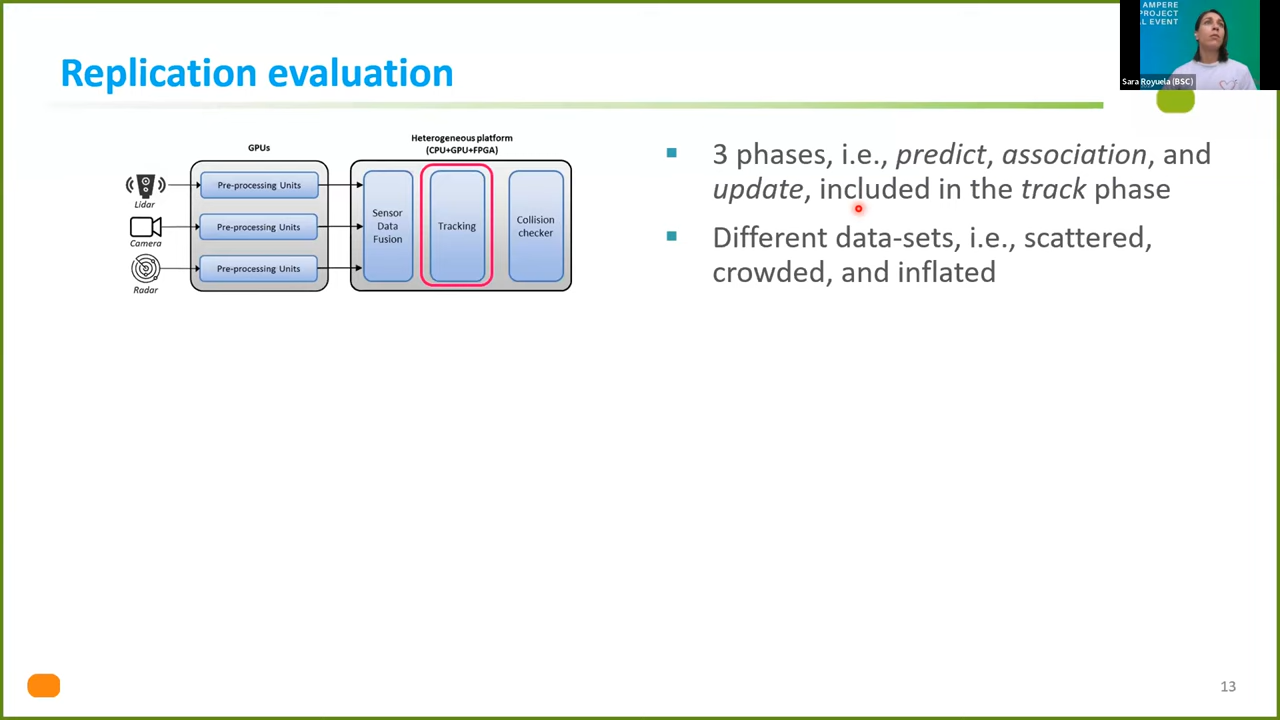 AMPERE
PROJECT
L EVENT
Sara Royuela (BSC)
Replication evaluation
GPUs
Heterogeneous platform
(CPU+GPU+FPGA)
Lidar
Camera
Radar
Pre-processing Units
Pre-processing Units
Pre-processing Units
Sensor
Data
Fusion
Tracking
Collision
checker
▪ 3 phases, i.e., predict, association, and
update, included in the track phase
▪ Different data-sets, i.e., scattered,
crowded, and inflated
13